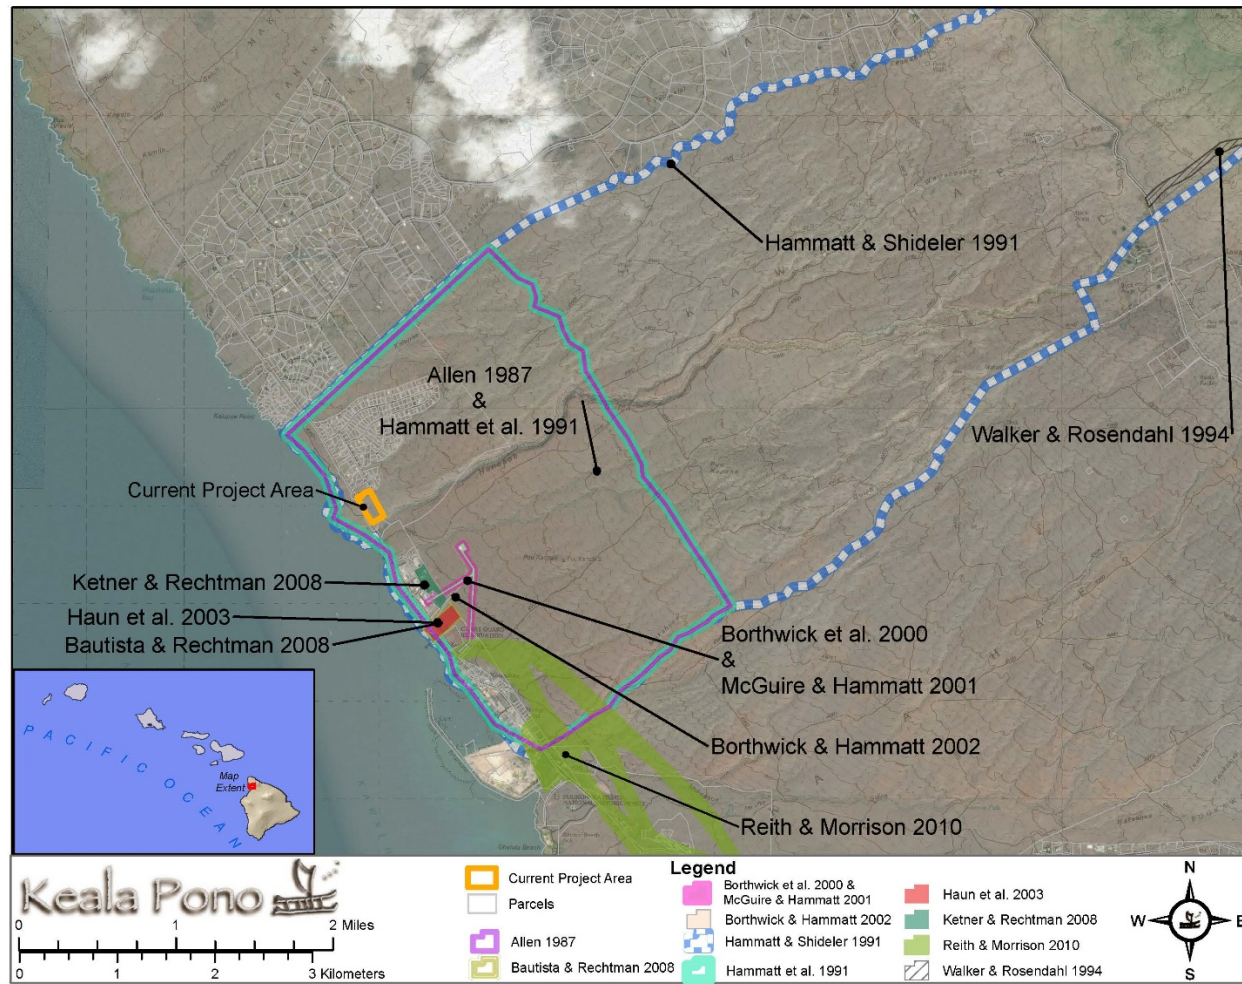 Hammatt & Shideler 1991
Allen 1987
&
Hammatt et al. 1991
Walker & Rosendahl 1994
Current Project Area
Ketner & Rechtman 2008
Haun et al. 2003
Bautista & Rechtman 2008
Borthwick et al. 2000
&
McGuire & Hammatt 2001
Borthwick & Hammatt 2002
Reith & Morrison 2010
PACIFIC OCEAN
Map
Extent
Keala Pono
0 1 2 Miles
0 1 2 3 Kilometers
Legend
Current Project Area
Parcels
Allen 1987
Bautista & Rechtman 2008
Borthwick et al. 2000 &
McGuire & Hammatt 2001
Borthwick & Hammatt 2002
Hammatt & Shideler 1991
Hammatt et al. 1991
Haun et al. 2003
Ketner & Rechtman 2008
Reith & Morrison 2010
Walker & Rosendahl 1994
N
W E
S